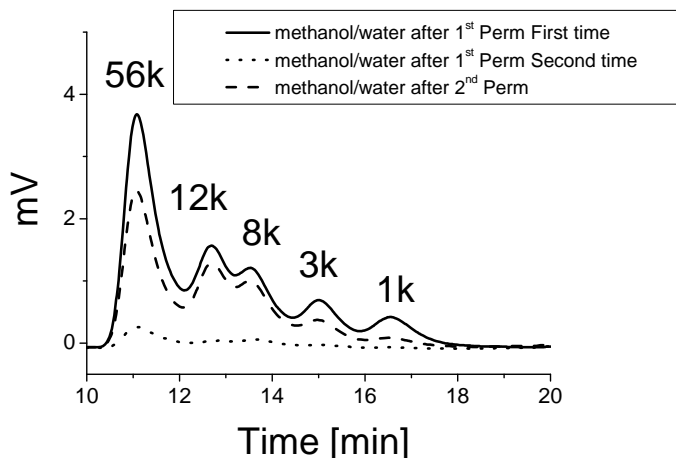 methanol/water after 1st Perm First time
methanol/water after 1st Perm Second time
methanol/water after 2nd Perm
56k
12k
8k
3k
1k
4
2
0
mV
10 12 14 16 18 20
Time [min]